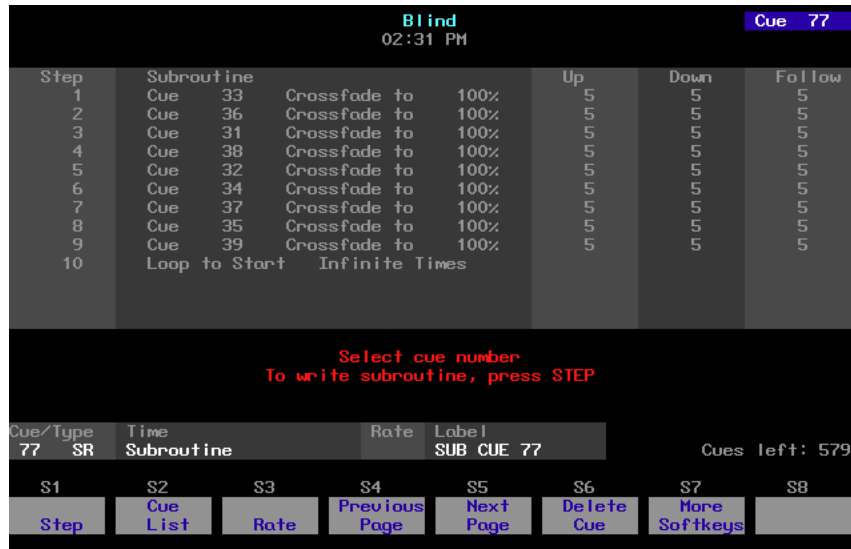 Blind
Cue 77
02:31 PM
Step Subroutine Up Down Follow
1 Cue 33 Crossfade to 100% 5 5 5
2 Cue 36 Crossfade to 100% 5 5 5
3 Cue 31 Crossfade to 100% 5 5 5
4 Cue 38 Crossfade to 100% 5 5 5
5 Cue 32 Crossfade to 100% 5 5 5
6 Cue 34 Crossfade to 100% 5 5 5
7 Cue 37 Crossfade to 100% 5 5 5
8 Cue 35 Crossfade to 100% 5 5 5
9 Cue 39 Crossfade to 100% 5 5 5
10 Loop to Start Infinite Times
Select cue number
To write subroutine, press STEP
Cue/Type Time Rate Label
77 SR Subroutine SUB CUE 77 Cues left: 579
S1 S2 S3 S4 S5 S6 S7 S8
Cue Previous Next Delete More
Step List Rate Page Page Cue Softkeys